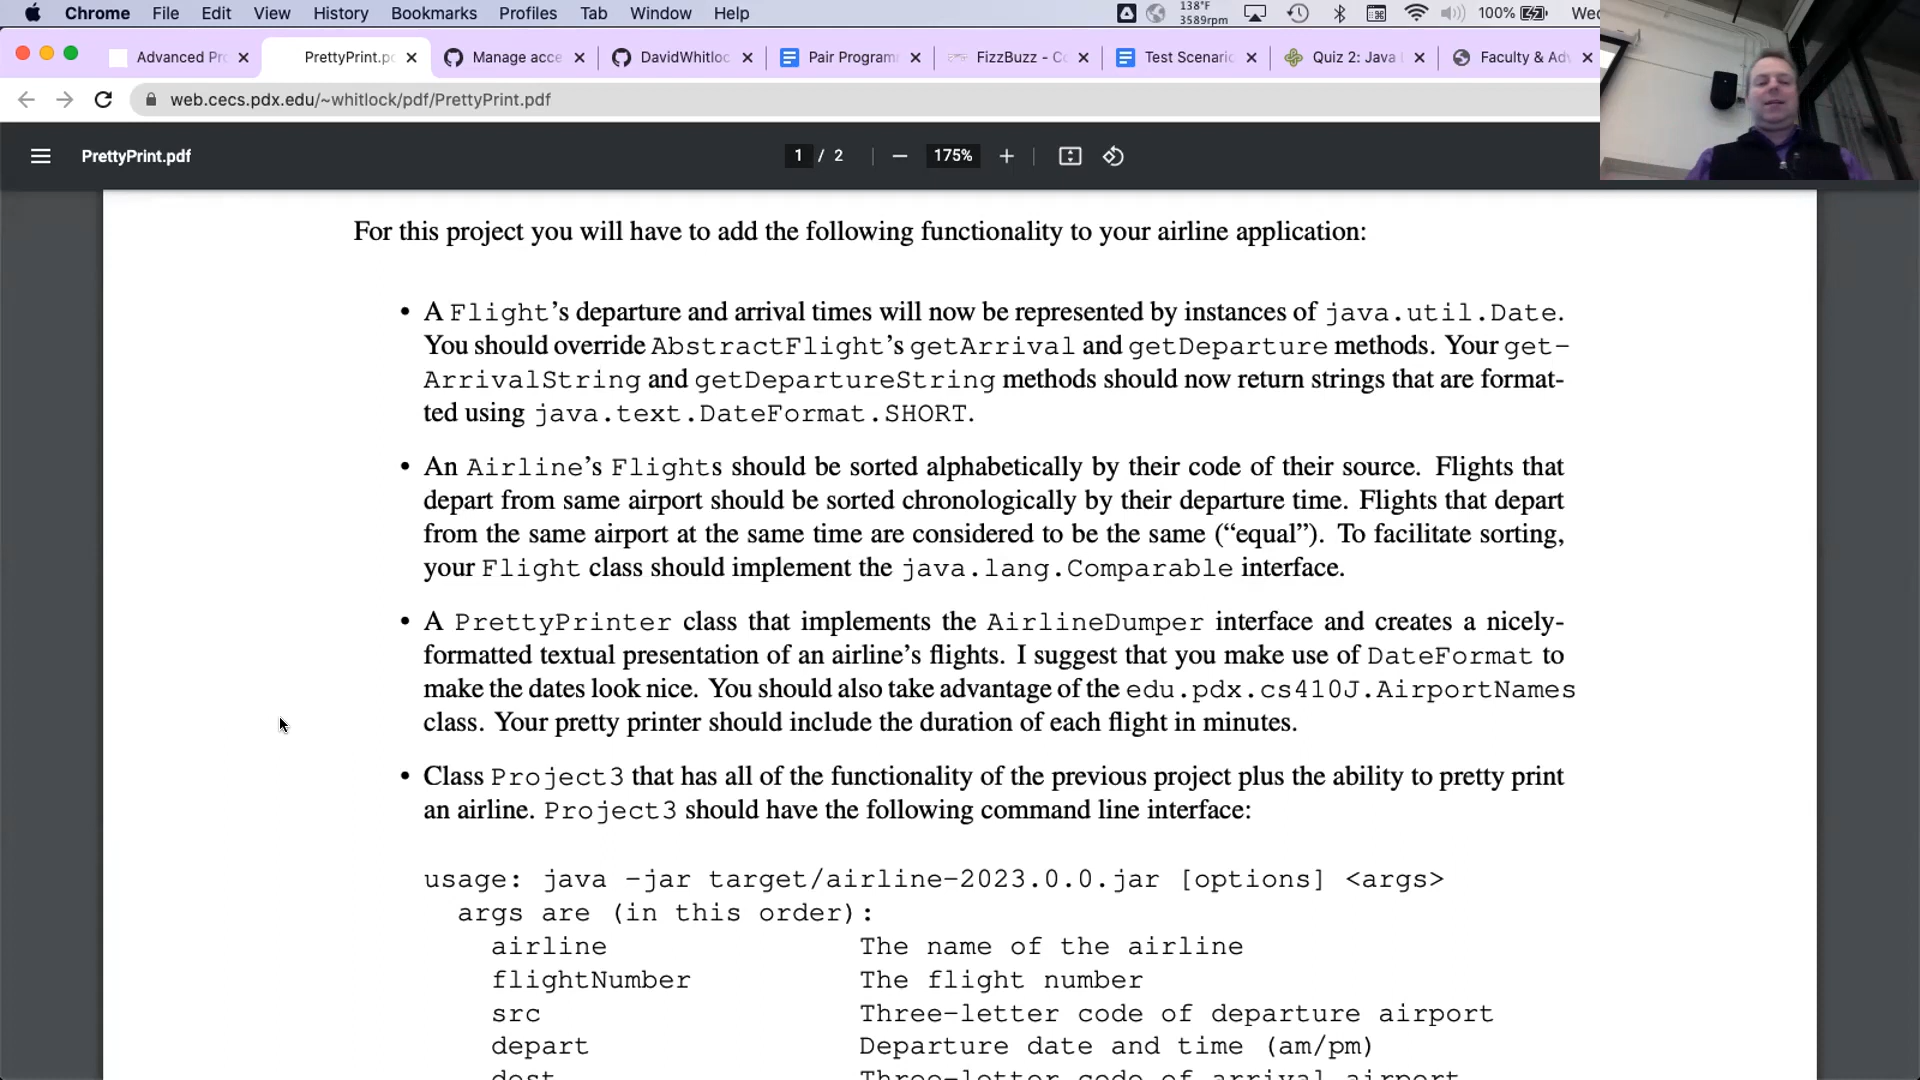 Chrome File Edit View History Bookmarks Profiles Tab Window Help 138°F 3589rpm 100% Wed
Advanced Pr PrettyPrint.pd Manage acce DavidWhitloc Pair Program FizzBuzz - Co Test Scenario Quiz 2: Java Faculty & Ad
web.cecs.pdx.edu/~whitlock/pdf/PrettyPrint.pdf
PrettyPrint.pdf 1 / 2 175%
For this project you will have to add the following functionality to your airline application:
• A Flight’s departure and arrival times will now be represented by instances of java.util.Date.
You should override AbstractFlight’s getArrival and getDeparture methods. Your get-
ArrivalString and getDepartureString methods should now return strings that are format-
ted using java.text.DateFormat.SHORT.
• An Airline’s Flights should be sorted alphabetically by their code of their source. Flights that
depart from same airport should be sorted chronologically by their departure time. Flights that depart
from the same airport at the same time are considered to be the same (“equal”). To facilitate sorting,
your Flight class should implement the java.lang.Comparable interface.
• A PrettyPrinter class that implements the AirlineDumper interface and creates a nicely-
formatted textual presentation of an airline’s flights. I suggest that you make use of DateFormat to
make the dates look nice. You should also take advantage of the edu.pdx.cs410J.AirportNames
class. Your pretty printer should include the duration of each flight in minutes.
• Class Project3 that has all of the functionality of the previous project plus the ability to pretty print
an airline. Project3 should have the following command line interface:
usage: java -jar target/airline-2023.0.0.jar [options] <args>
args are (in this order):
airline The name of the airline
flightNumber The flight number
src Three-letter code of departure airport
depart Departure date and time (am/pm)
dest Three-letter code of arrival airport